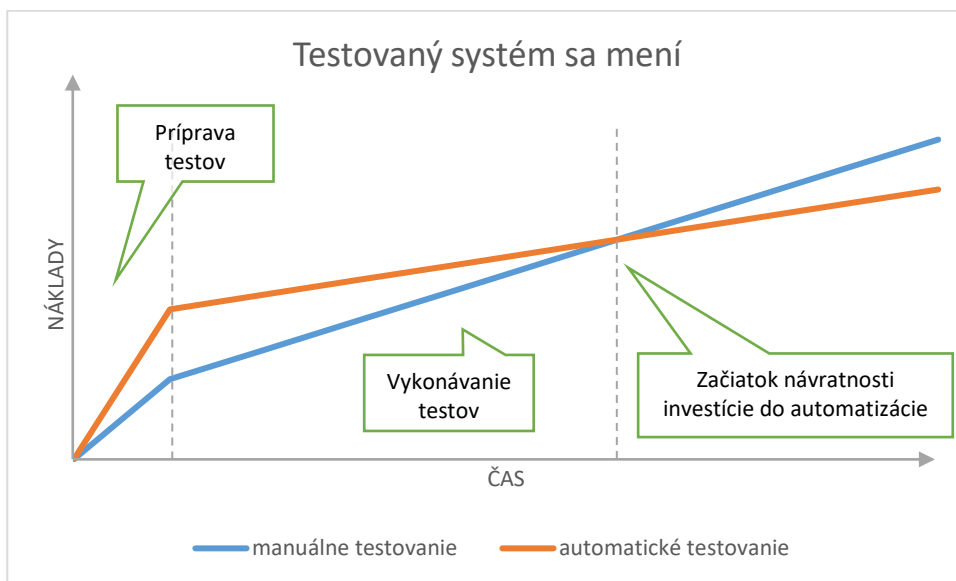 Testovaný systém sa mení
Príprava
testov
NÁKLADY
Vykonávanie
testov
Začiatok návratnosti
investície do automatizácie
ČAS
manuálne testovanie
automatické testovanie